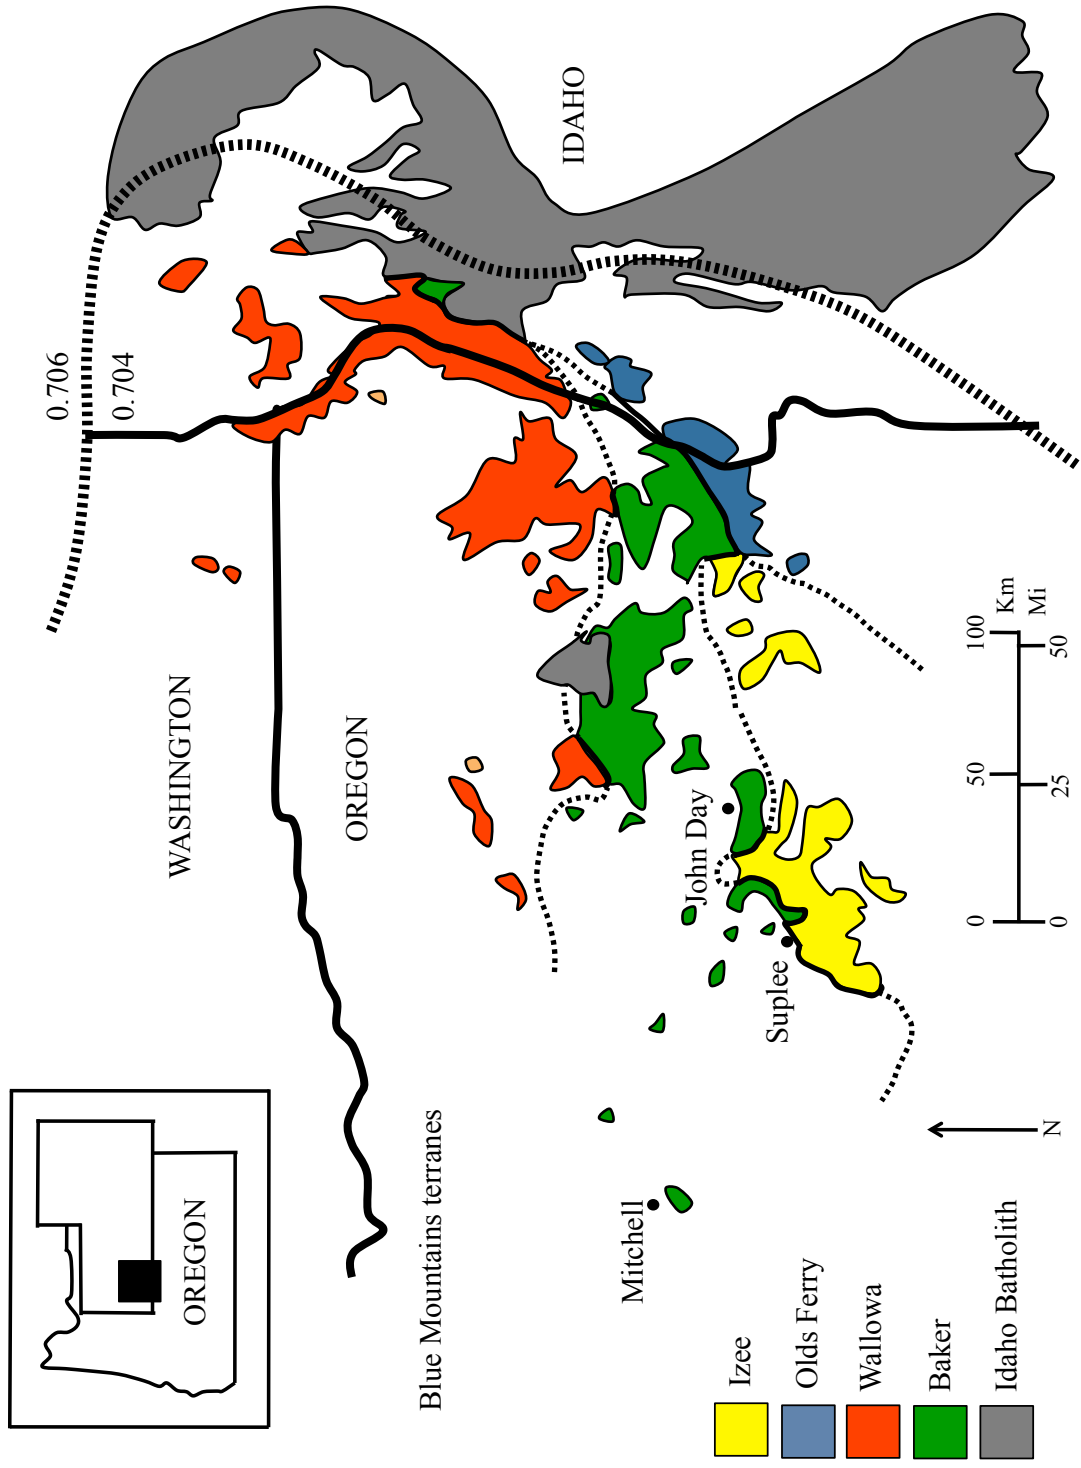 OREGON
Blue Mountains terranes
WASHINGTON
OREGON
IDAHO
0.706
0.704
Mitchell
Suplee
John Day
Izee
Olds Ferry
Wallowa
Baker
Idaho Batholith
N
0 50 100 Km
0 25 50 Mi